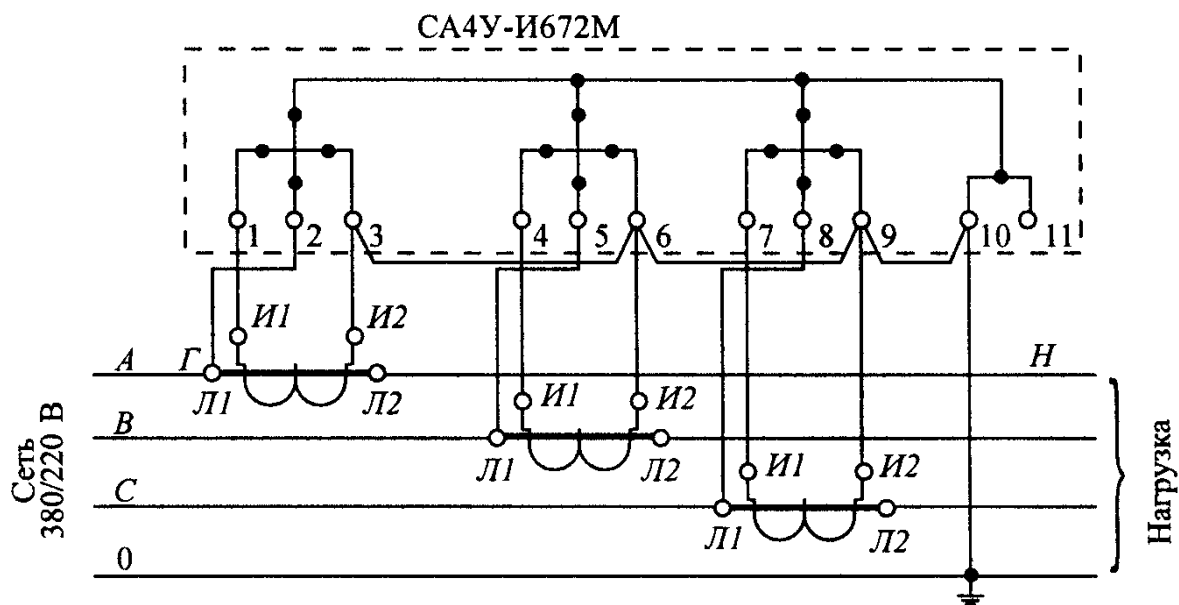 СА4У-И672М
1 2 3 4 5 6 7 8 9 10 11
И1 И2
А Г Н
Л1 Л2
И1 И2
В
Л1 Л2
И1 И2
С
Л1 Л2
0
Сеть
380/220 В
Нагрузка